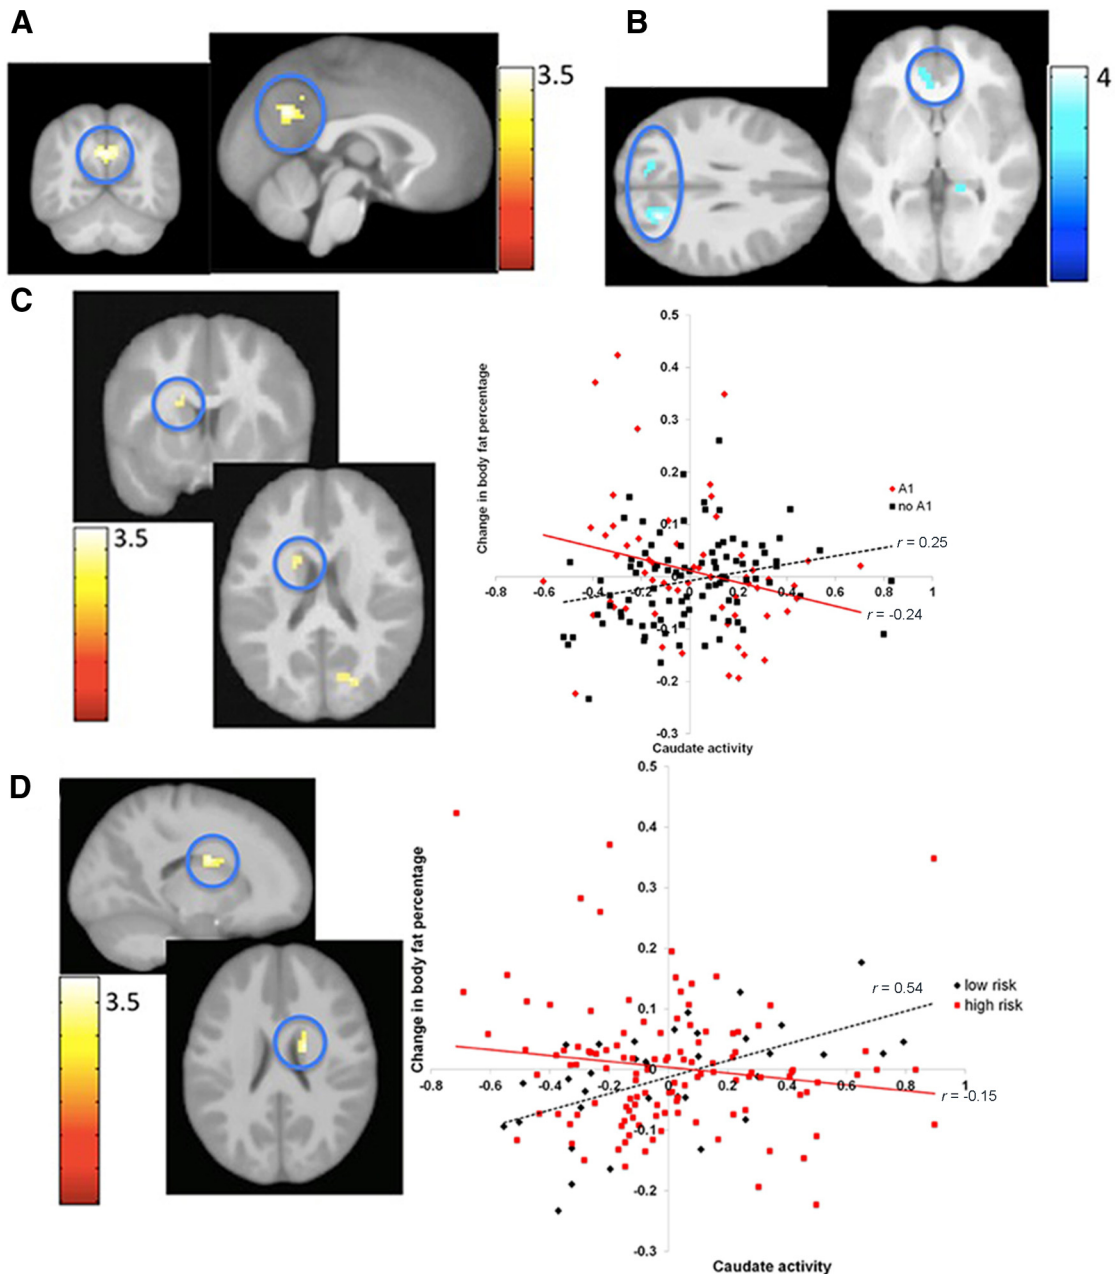 A
3.5
B
4
C
3.5
Change in body fat percentage
0.5
0.4
0.3
0.2
0.1
0
-0.1
-0.2
-0.3
-0.8
-0.6
-0.4
-0.2
0
0.2
0.4
0.6
0.8
1
A1
no A1
r = 0.25
r = -0.24
Caudate activity
D
3.5
Change in body fat percentage
0.5
0.4
0.3
0.2
0.1
0
-0.1
-0.2
-0.3
-0.8
-0.6
-0.4
-0.2
0
0.2
0.4
0.6
0.8
1
r = 0.54
low risk
high risk
r = -0.15
Caudate activity